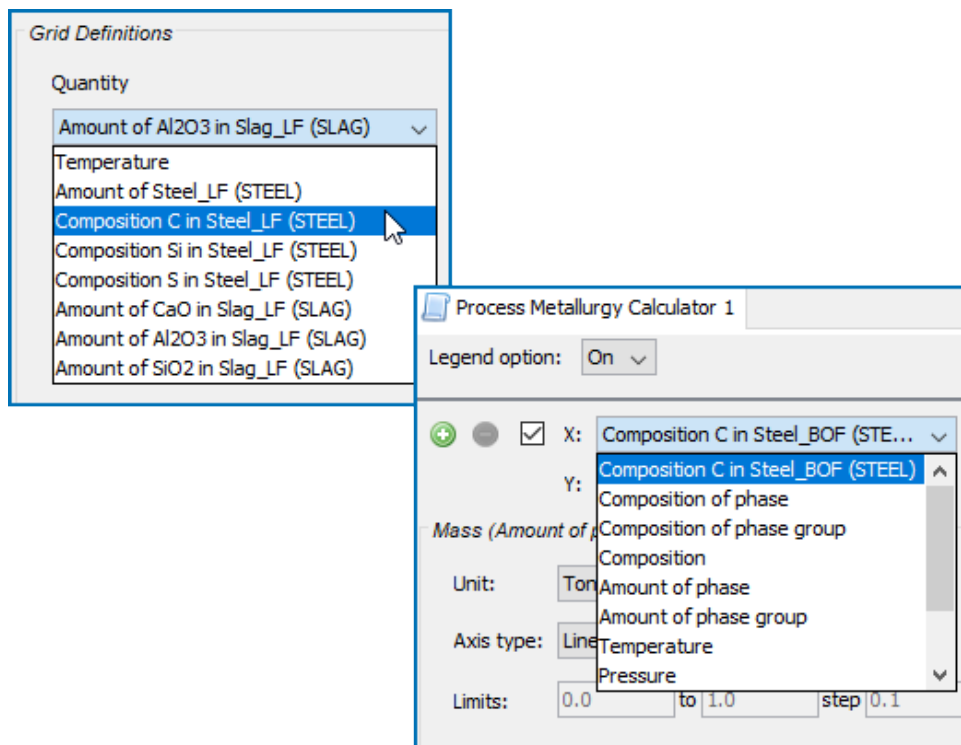 Grid Definitions
Quantity
Amount of Al2O3 in Slag_LF (SLAG)
Temperature
Amount of Steel_LF (STEEL)
Composition C in Steel_LF (STEEL)
Composition Si in Steel_LF (STEEL)
Composition S in Steel_LF (STEEL)
Amount of CaO in Slag_LF (SLAG)
Amount of Al2O3 in Slag_LF (SLAG)
Amount of SiO2 in Slag_LF (SLAG)
Process Metallurgy Calculator 1
Legend option: On
X: Composition C in Steel_BOF (STE...
Composition C in Steel_BOF (STEEL)
Y: Composition of phase
Mass (Amount of p
Composition of phase group
Composition
Unit: Ton
Amount of phase
Amount of phase group
Axis type: Line
Temperature
Pressure
Limits: 0.0 to 1.0 step 0.1